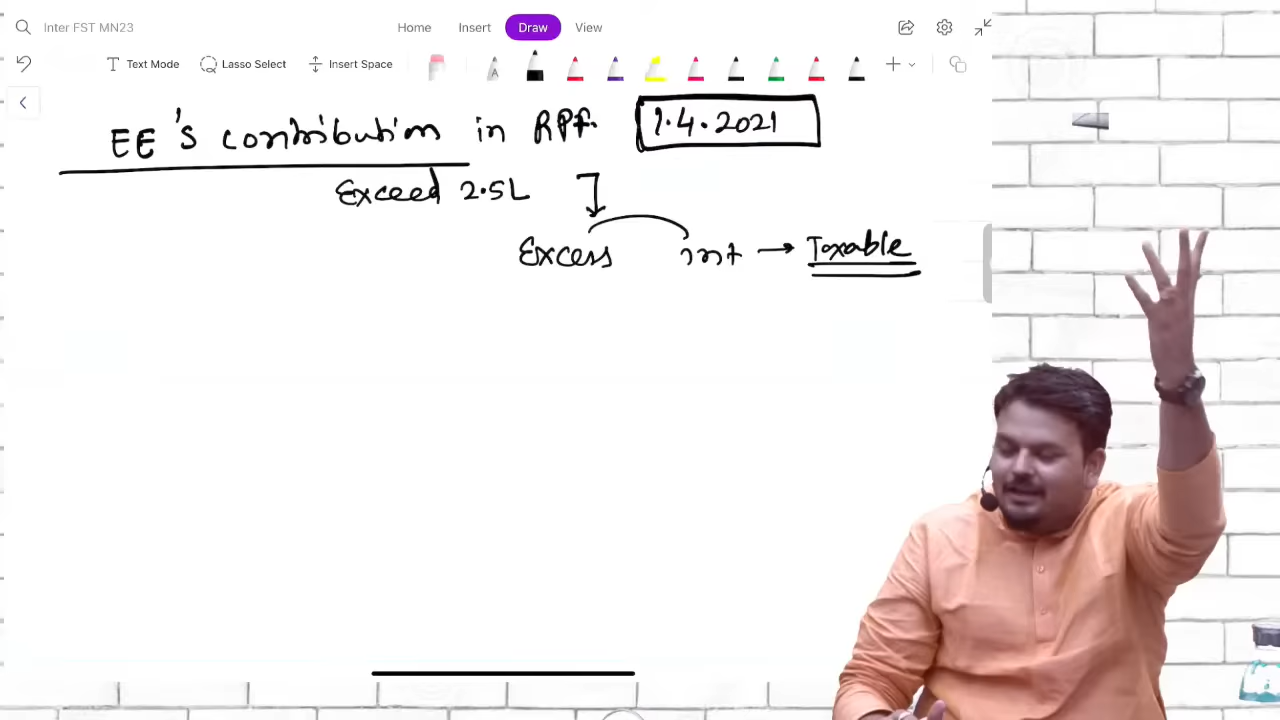 Inter FST MN23
Home Insert Draw View
Text Mode Lasso Select Insert Space
EE's contribution in RPF. 1.4.2021
Exceed 2.5L
Excess int → Taxable